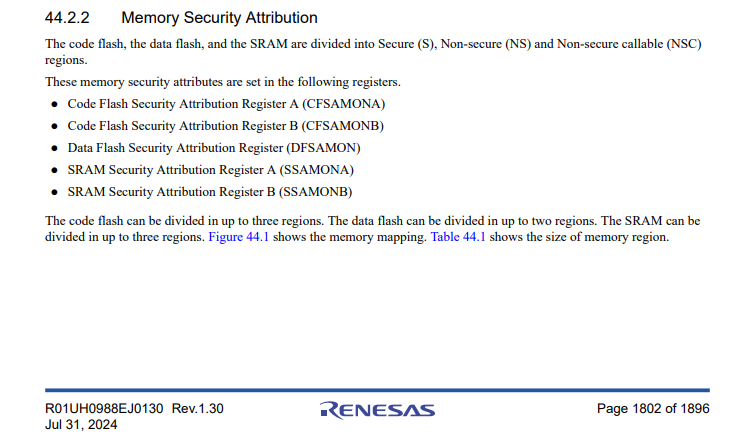 44.2.2 Memory Security Attribution
The code flash, the data flash, and the SRAM are divided into Secure (S), Non-secure (NS) and Non-secure callable (NSC)
regions.
These memory security attributes are set in the following registers.
● Code Flash Security Attribution Register A (CFSAMONA)
● Code Flash Security Attribution Register B (CFSAMONB)
● Data Flash Security Attribution Register (DFSAMON)
● SRAM Security Attribution Register A (SSAMONA)
● SRAM Security Attribution Register B (SSAMONB)
The code flash can be divided in up to three regions. The data flash can be divided in up to two regions. The SRAM can be
divided in up to three regions. Figure 44.1 shows the memory mapping. Table 44.1 shows the size of memory region.
R01UH0988EJ0130 Rev.1.30
RENESAS
Page 1802 of 1896
Jul 31, 2024